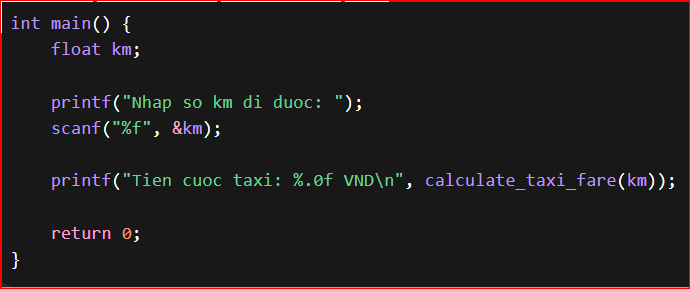 int main() {
float km;
printf("Nhap so km di duoc: ");
scanf("%f", &km);
printf("Tien cuoc taxi: %.0f VND\n", calculate_taxi_fare(km));
return 0;
}